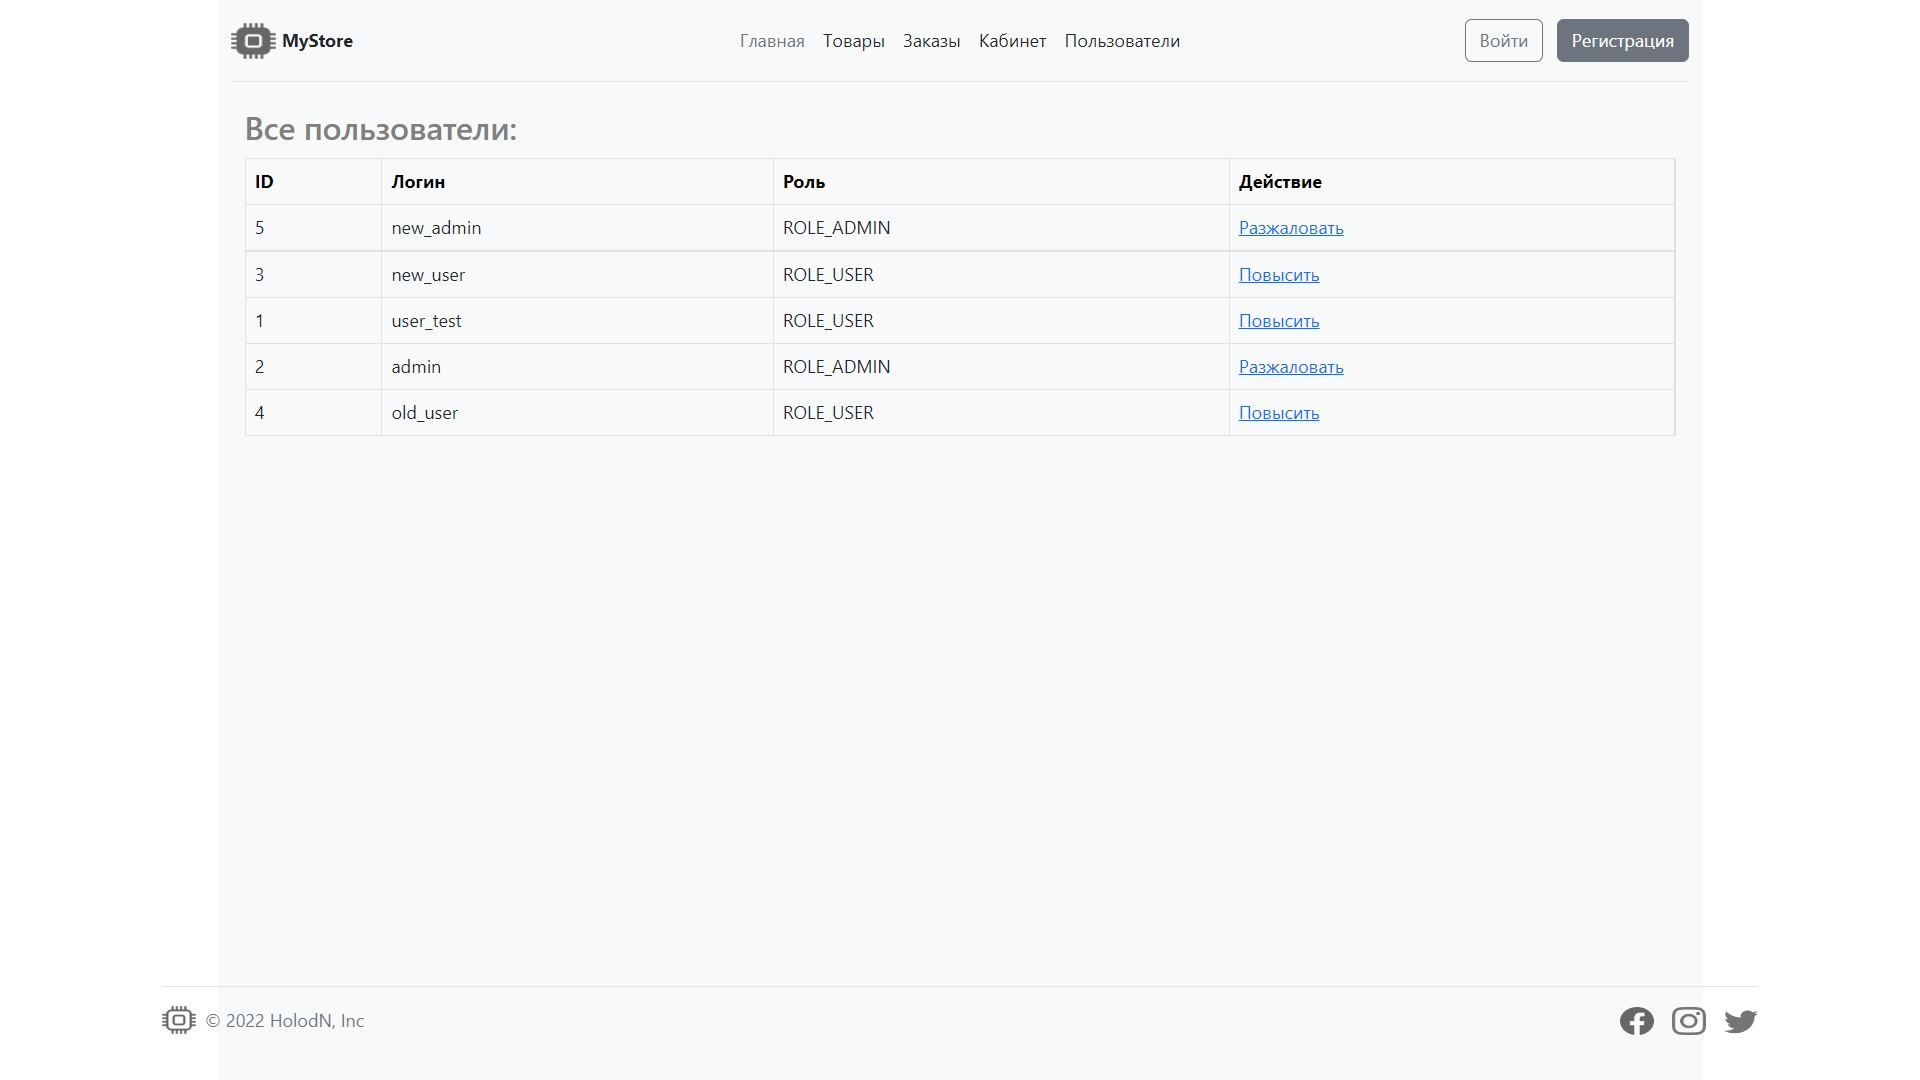 MyStore Главная Товары Заказы Кабинет Пользователи Войти Регистрация
Все пользователи:
ID Логин Роль Действие
5 new_admin ROLE_ADMIN Разжаловать
3 new_user ROLE_USER Повысить
1 user_test ROLE_USER Повысить
2 admin ROLE_ADMIN Разжаловать
4 old_user ROLE_USER Повысить
© 2022 HolodN, Inc